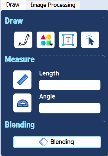 Draw Image Processing
Draw
Measure
Length
Angle
Blending
Blending